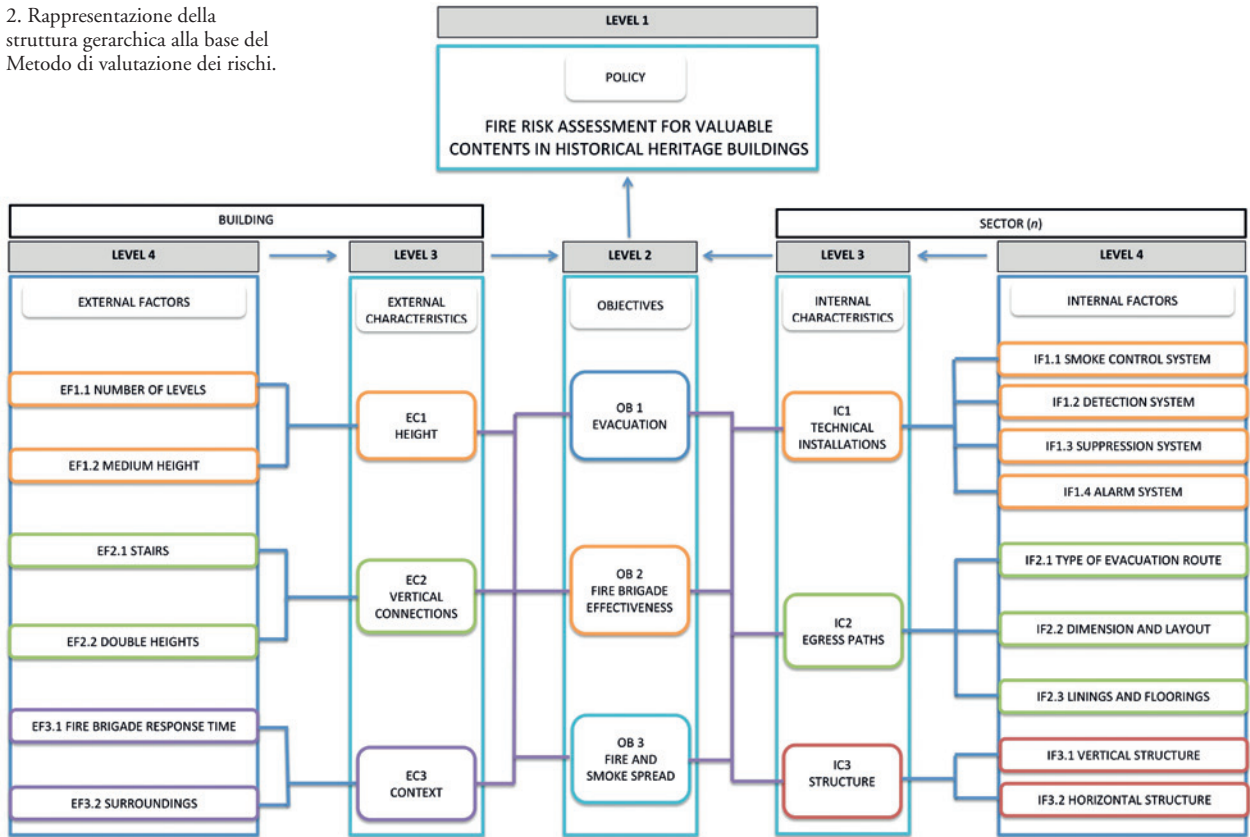 2. Rappresentazione della
struttura gerarchica alla base del
Metodo di valutazione dei rischi.
LEVEL 1
POLICY
FIRE RISK ASSESSMENT FOR VALUABLE
CONTENTS IN HISTORICAL HERITAGE BUILDINGS
BUILDING
SECTOR (n)
LEVEL 4
LEVEL 3
LEVEL 2
LEVEL 3
LEVEL 4
EXTERNAL FACTORS
EXTERNAL
CHARACTERISTICS
OBJECTIVES
INTERNAL
CHARACTERISTICS
INTERNAL FACTORS
EF1.1 NUMBER OF LEVELS
EF1.2 MEDIUM HEIGHT
EF2.1 STAIRS
EF2.2 DOUBLE HEIGHTS
EF3.1 FIRE BRIGADE RESPONSE TIME
EF3.2 SURROUNDINGS
EC1
HEIGHT
EC2
VERTICAL
CONNECTIONS
EC3
CONTEXT
OB 1
EVACUATION
OB 2
FIRE BRIGADE
EFFECTIVENESS
OB 3
FIRE AND
SMOKE SPREAD
IC1
TECHNICAL
INSTALLATIONS
IC2
EGRESS PATHS
IC3
STRUCTURE
IF1.1 SMOKE CONTROL SYSTEM
IF1.2 DETECTION SYSTEM
IF1.3 SUPPRESSION SYSTEM
IF1.4 ALARM SYSTEM
IF2.1 TYPE OF EVACUATION ROUTE
IF2.2 DIMENSION AND LAYOUT
IF2.3 LININGS AND FLOORINGS
IF3.1 VERTICAL STRUCTURE
IF3.2 HORIZONTAL STRUCTURE